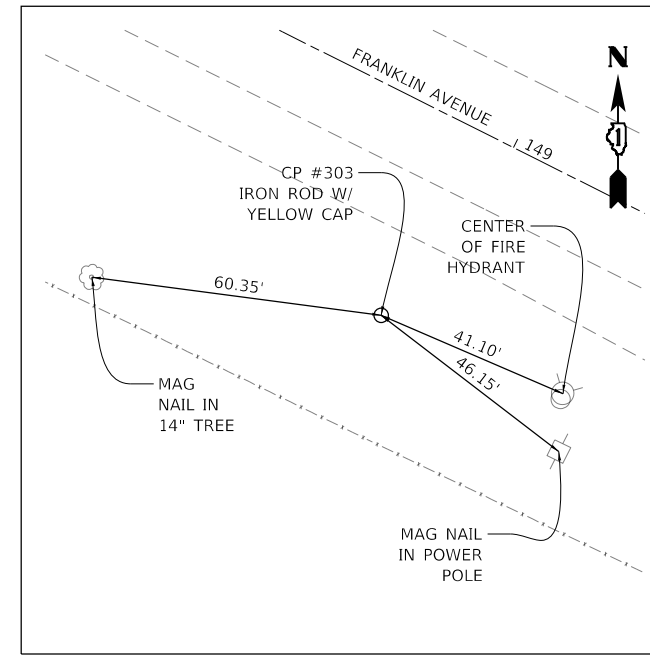 FRANKLIN AVENUE
149
N
1
CP #303
IRON ROD W/
YELLOW CAP
CENTER
OF FIRE
HYDRANT
60.35'
41.10'
46.15'
MAG
NAIL IN
14" TREE
MAG NAIL
IN POWER
POLE